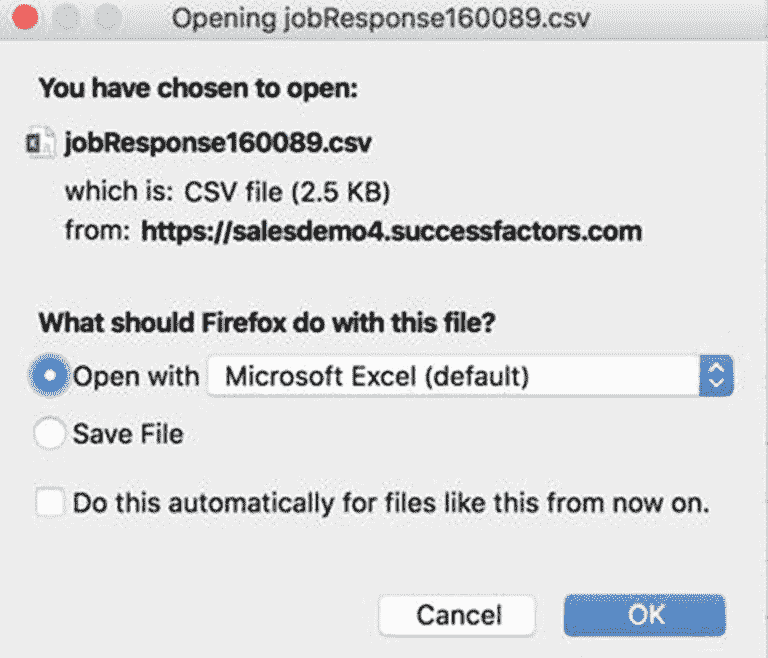 Opening jobResponse160089.csv
You have chosen to open:
jobResponse160089.csv
which is: CSV file (2.5 KB)
from: https://salesdemo4.successfactors.com
What should Firefox do with this file?
Open with Microsoft Excel (default)
Save File
Do this automatically for files like this from now on.
Cancel OK